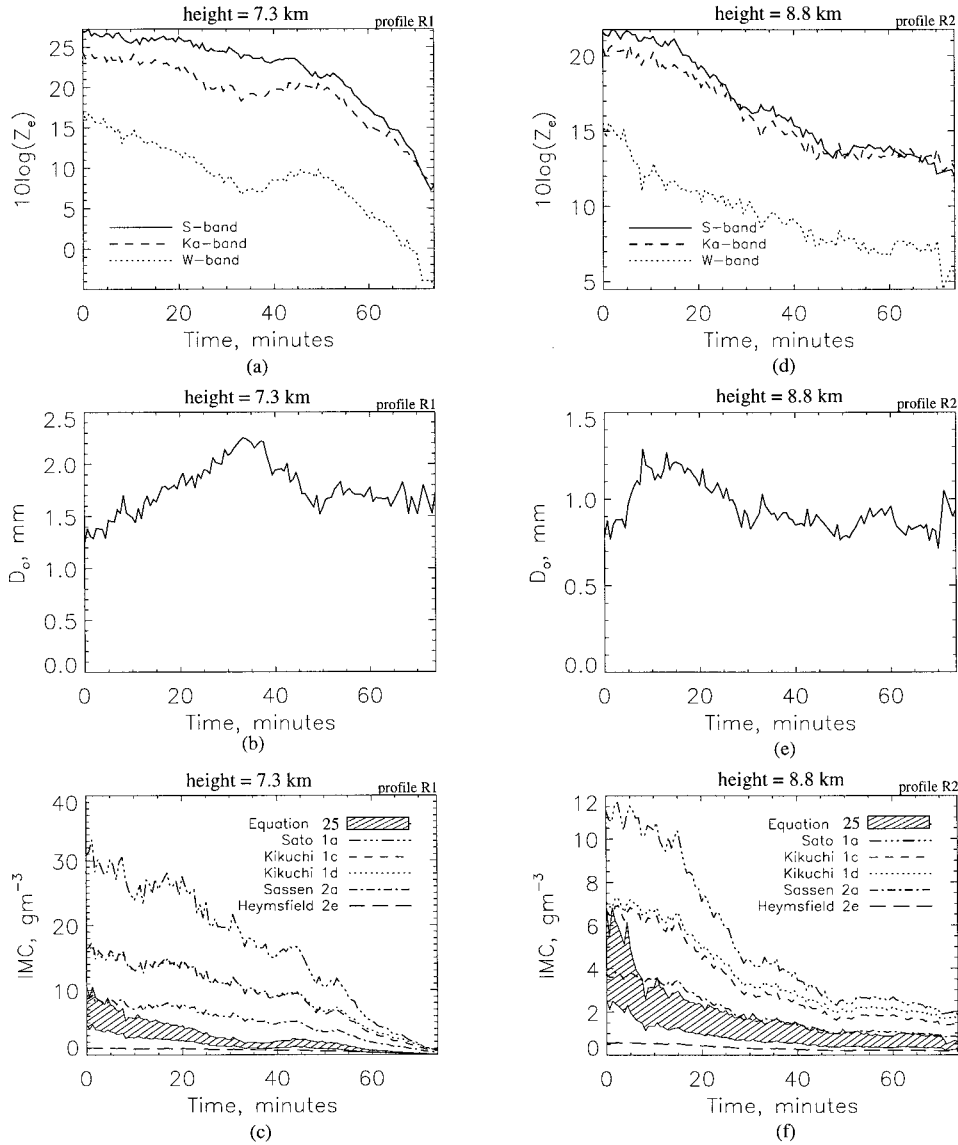 height = 7.3 km
profile R1
10log(Z_e)
25
20
15
10
5
0
S-band
Ka-band
W-band
0 20 40 60
Time, minutes
(a)
height = 8.8 km
profile R2
10log(Z_e)
20
15
10
5
S-band
Ka-band
W-band
0 20 40 60
Time, minutes
(d)
height = 7.3 km
profile R1
D_o, mm
2.5
2.0
1.5
1.0
0.5
0.0
0 20 40 60
Time, minutes
(b)
height = 8.8 km
profile R2
D_o, mm
1.5
1.0
0.5
0.0
0 20 40 60
Time, minutes
(e)
height = 7.3 km
profile R1
IMC, gm⁻³
40
30
20
10
0
Equation 25
Sato 1a
Kikuchi 1c
Kikuchi 1d
Sassen 2a
Heymsfield 2e
0 20 40 60
Time, minutes
(c)
height = 8.8 km
profile R2
IMC, gm⁻³
12
10
8
6
4
2
0
Equation 25
Sato 1a
Kikuchi 1c
Kikuchi 1d
Sassen 2a
Heymsfield 2e
0 20 40 60
Time, minutes
(f)